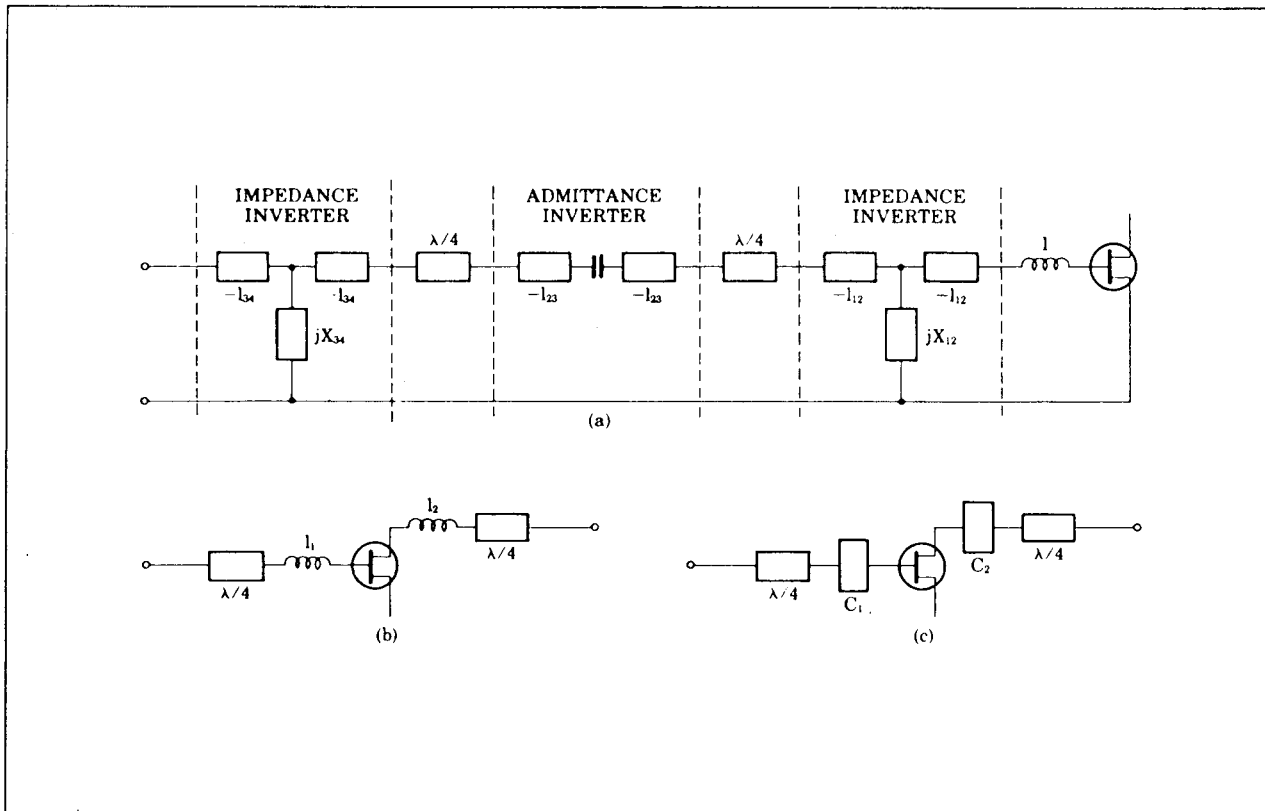 IMPEDANCE
INVERTER
ADMITTANCE
INVERTER
IMPEDANCE
INVERTER
λ/4
λ/4
l
−l₃₄
l₃₄
−l₂₃
−l₂₃
−l₁₂
−l₁₂
jX₃₄
jX₁₂
(a)
l₁
l₂
λ/4
λ/4
(b)
λ/4
C₁
C₂
λ/4
(c)